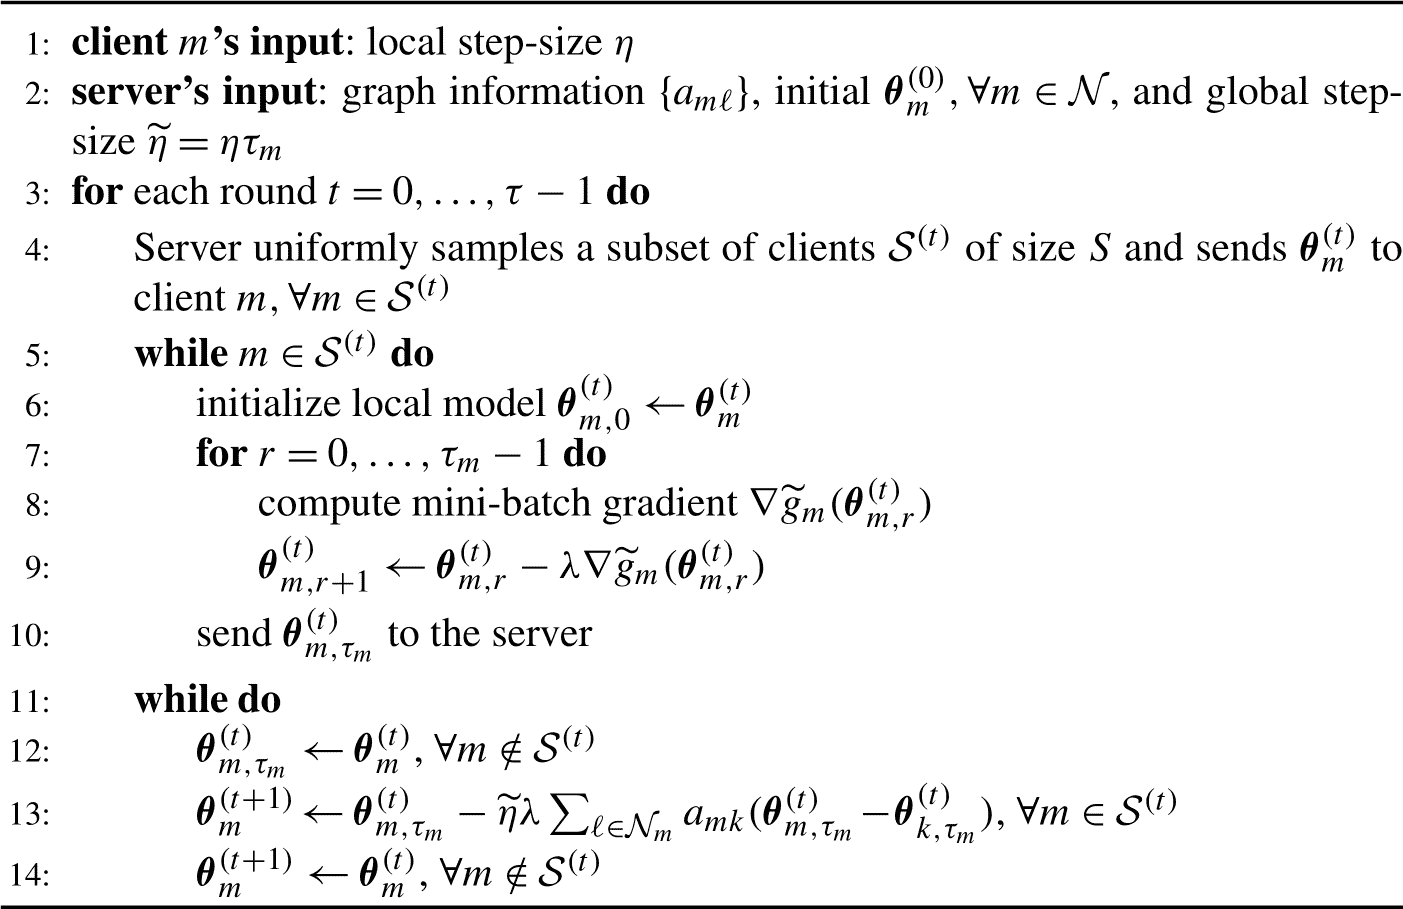 1: client m's input: local step-size η
2: server's input: graph information {a_{mℓ}}, initial θ_m^{(0)}, ∀m ∈ 𝒩, and global step-
size η̃ = ητ_m
3: for each round t = 0, …, τ − 1 do
4: Server uniformly samples a subset of clients 𝒮^{(t)} of size S and sends θ_m^{(t)} to
client m, ∀m ∈ 𝒮^{(t)}
5: while m ∈ 𝒮^{(t)} do
6: initialize local model θ_{m,0}^{(t)} ← θ_m^{(t)}
7: for r = 0, …, τ_m − 1 do
8: compute mini-batch gradient ∇g̃_m(θ_{m,r}^{(t)})
9: θ_{m,r+1}^{(t)} ← θ_{m,r}^{(t)} − λ∇g̃_m(θ_{m,r}^{(t)})
10: send θ_{m,τ_m}^{(t)} to the server
11: while do
12: θ_{m,τ_m}^{(t)} ← θ_m^{(t)}, ∀m ∉ 𝒮^{(t)}
13: θ_m^{(t+1)} ← θ_{m,τ_m}^{(t)} − η̃λ ∑_{ℓ∈𝒩_m} a_{mk}(θ_{m,τ_m}^{(t)} − θ_{k,τ_m}^{(t)}), ∀m ∈ 𝒮^{(t)}
14: θ_m^{(t+1)} ← θ_m^{(t)}, ∀m ∉ 𝒮^{(t)}